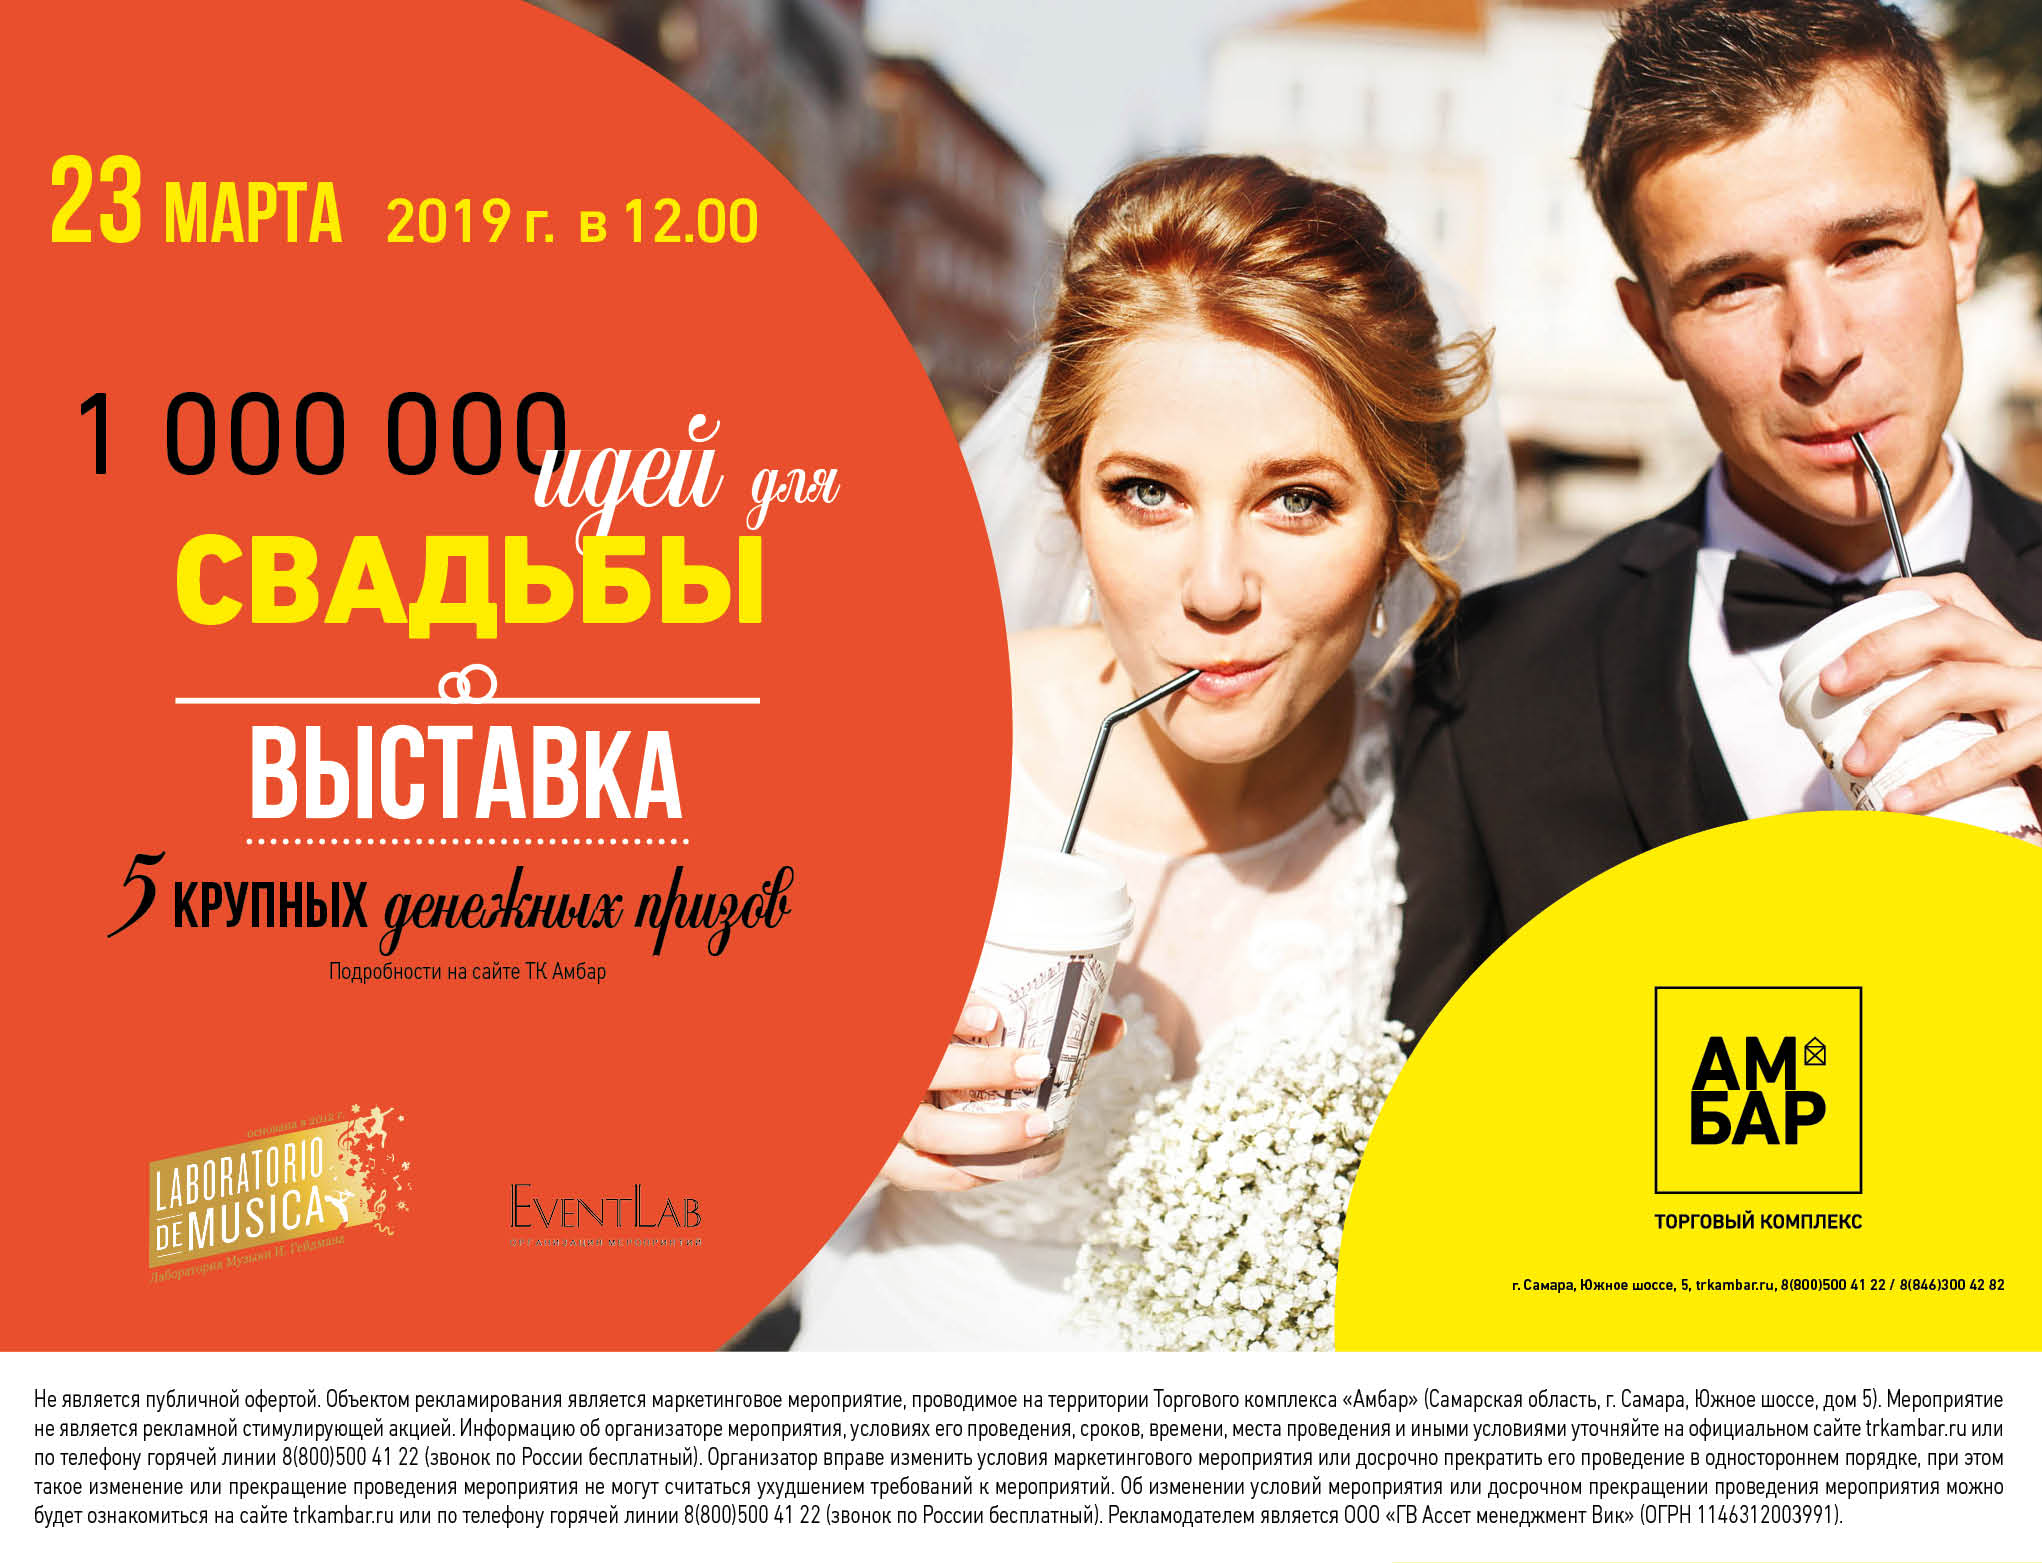 23 МАРТА 2019 г. в 12.00
1 000 000 идей для
СВАДЬБЫ
ВЫСТАВКА
5 КРУПНЫХ денежных призов
Подробности на сайте ТК Амбар
основана в 2012 г.
LABORATORIO
DE MUSICA
Лаборатория Музыки И. Гейдмана
EVENTLAB
ОРГАНИЗАЦИЯ МЕРОПРИЯТИЙ
АМ
БАР
ТОРГОВЫЙ КОМПЛЕКС
г. Самара, Южное шоссе, 5, trkambar.ru, 8(800)500 41 22 / 8(846)300 42 82
Не является публичной офертой. Объектом рекламирования является маркетинговое мероприятие, проводимое на территории Торгового комплекса «Амбар» (Самарская область, г. Самара, Южное шоссе, дом 5). Мероприятие
не является рекламной стимулирующей акцией. Информацию об организаторе мероприятия, условиях его проведения, сроков, времени, места проведения и иными условиями уточняйте на официальном сайте trkambar.ru или
по телефону горячей линии 8(800)500 41 22 (звонок по России бесплатный). Организатор вправе изменить условия маркетингового мероприятия или досрочно прекратить его проведение в одностороннем порядке, при этом
такое изменение или прекращение проведения мероприятия не могут считаться ухудшением требований к мероприятий. Об изменении условий мероприятия или досрочном прекращении проведения мероприятия можно
будет ознакомиться на сайте trkambar.ru или по телефону горячей линии 8(800)500 41 22 (звонок по России бесплатный). Рекламодателем является ООО «ГВ Ассет менеджмент Вик» (ОГРН 1146312003991).